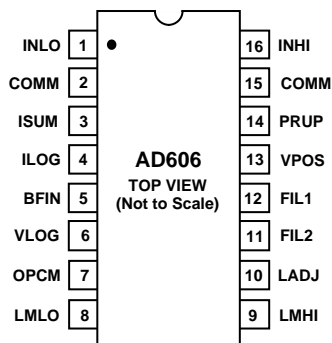 INLO 1 16 INHI
COMM 2 15 COMM
ISUM 3 14 PRUP
ILOG 4 13 VPOS
AD606
TOP VIEW
(Not to Scale)
BFIN 5 12 FIL1
VLOG 6 11 FIL2
OPCM 7 10 LADJ
LMLO 8 9 LMHI